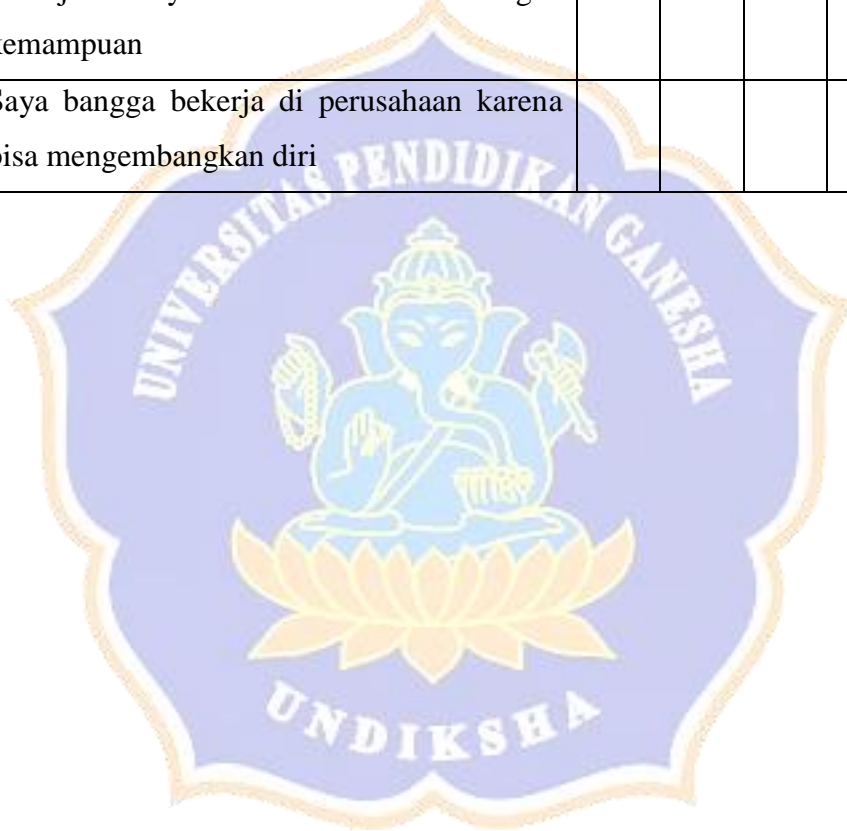 kemampuan
Saya bangga bekerja di perusahaan karena
bisa mengembangkan diri
UNIVERSITAS PENDIDIKAN GANESHA
UNDIKSHA